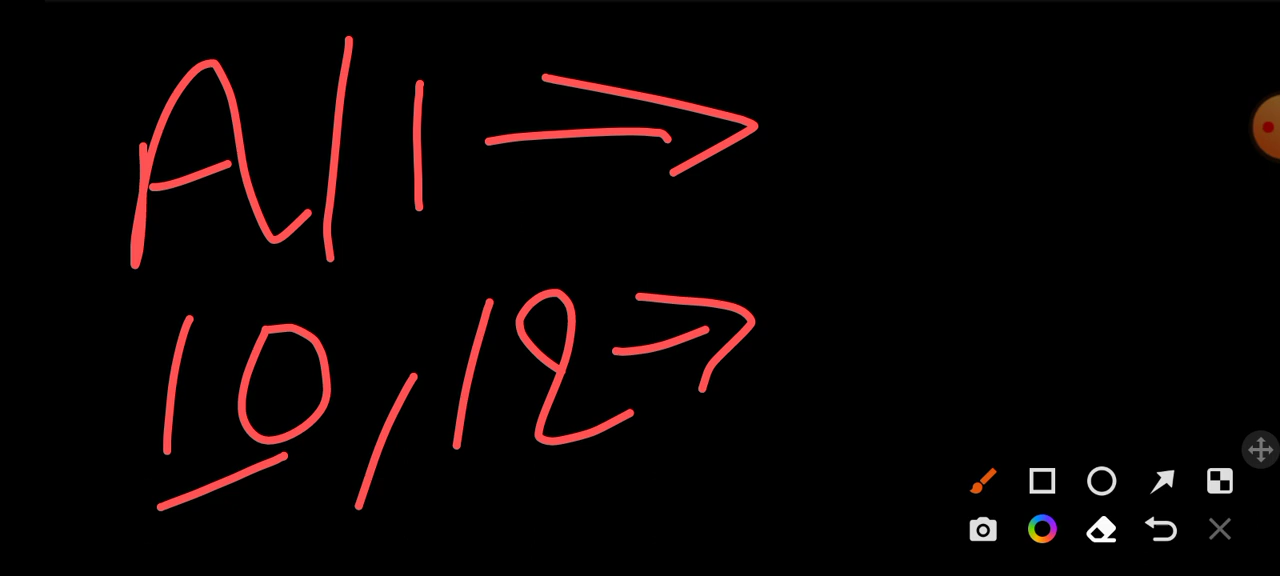 All →
10, 12 →